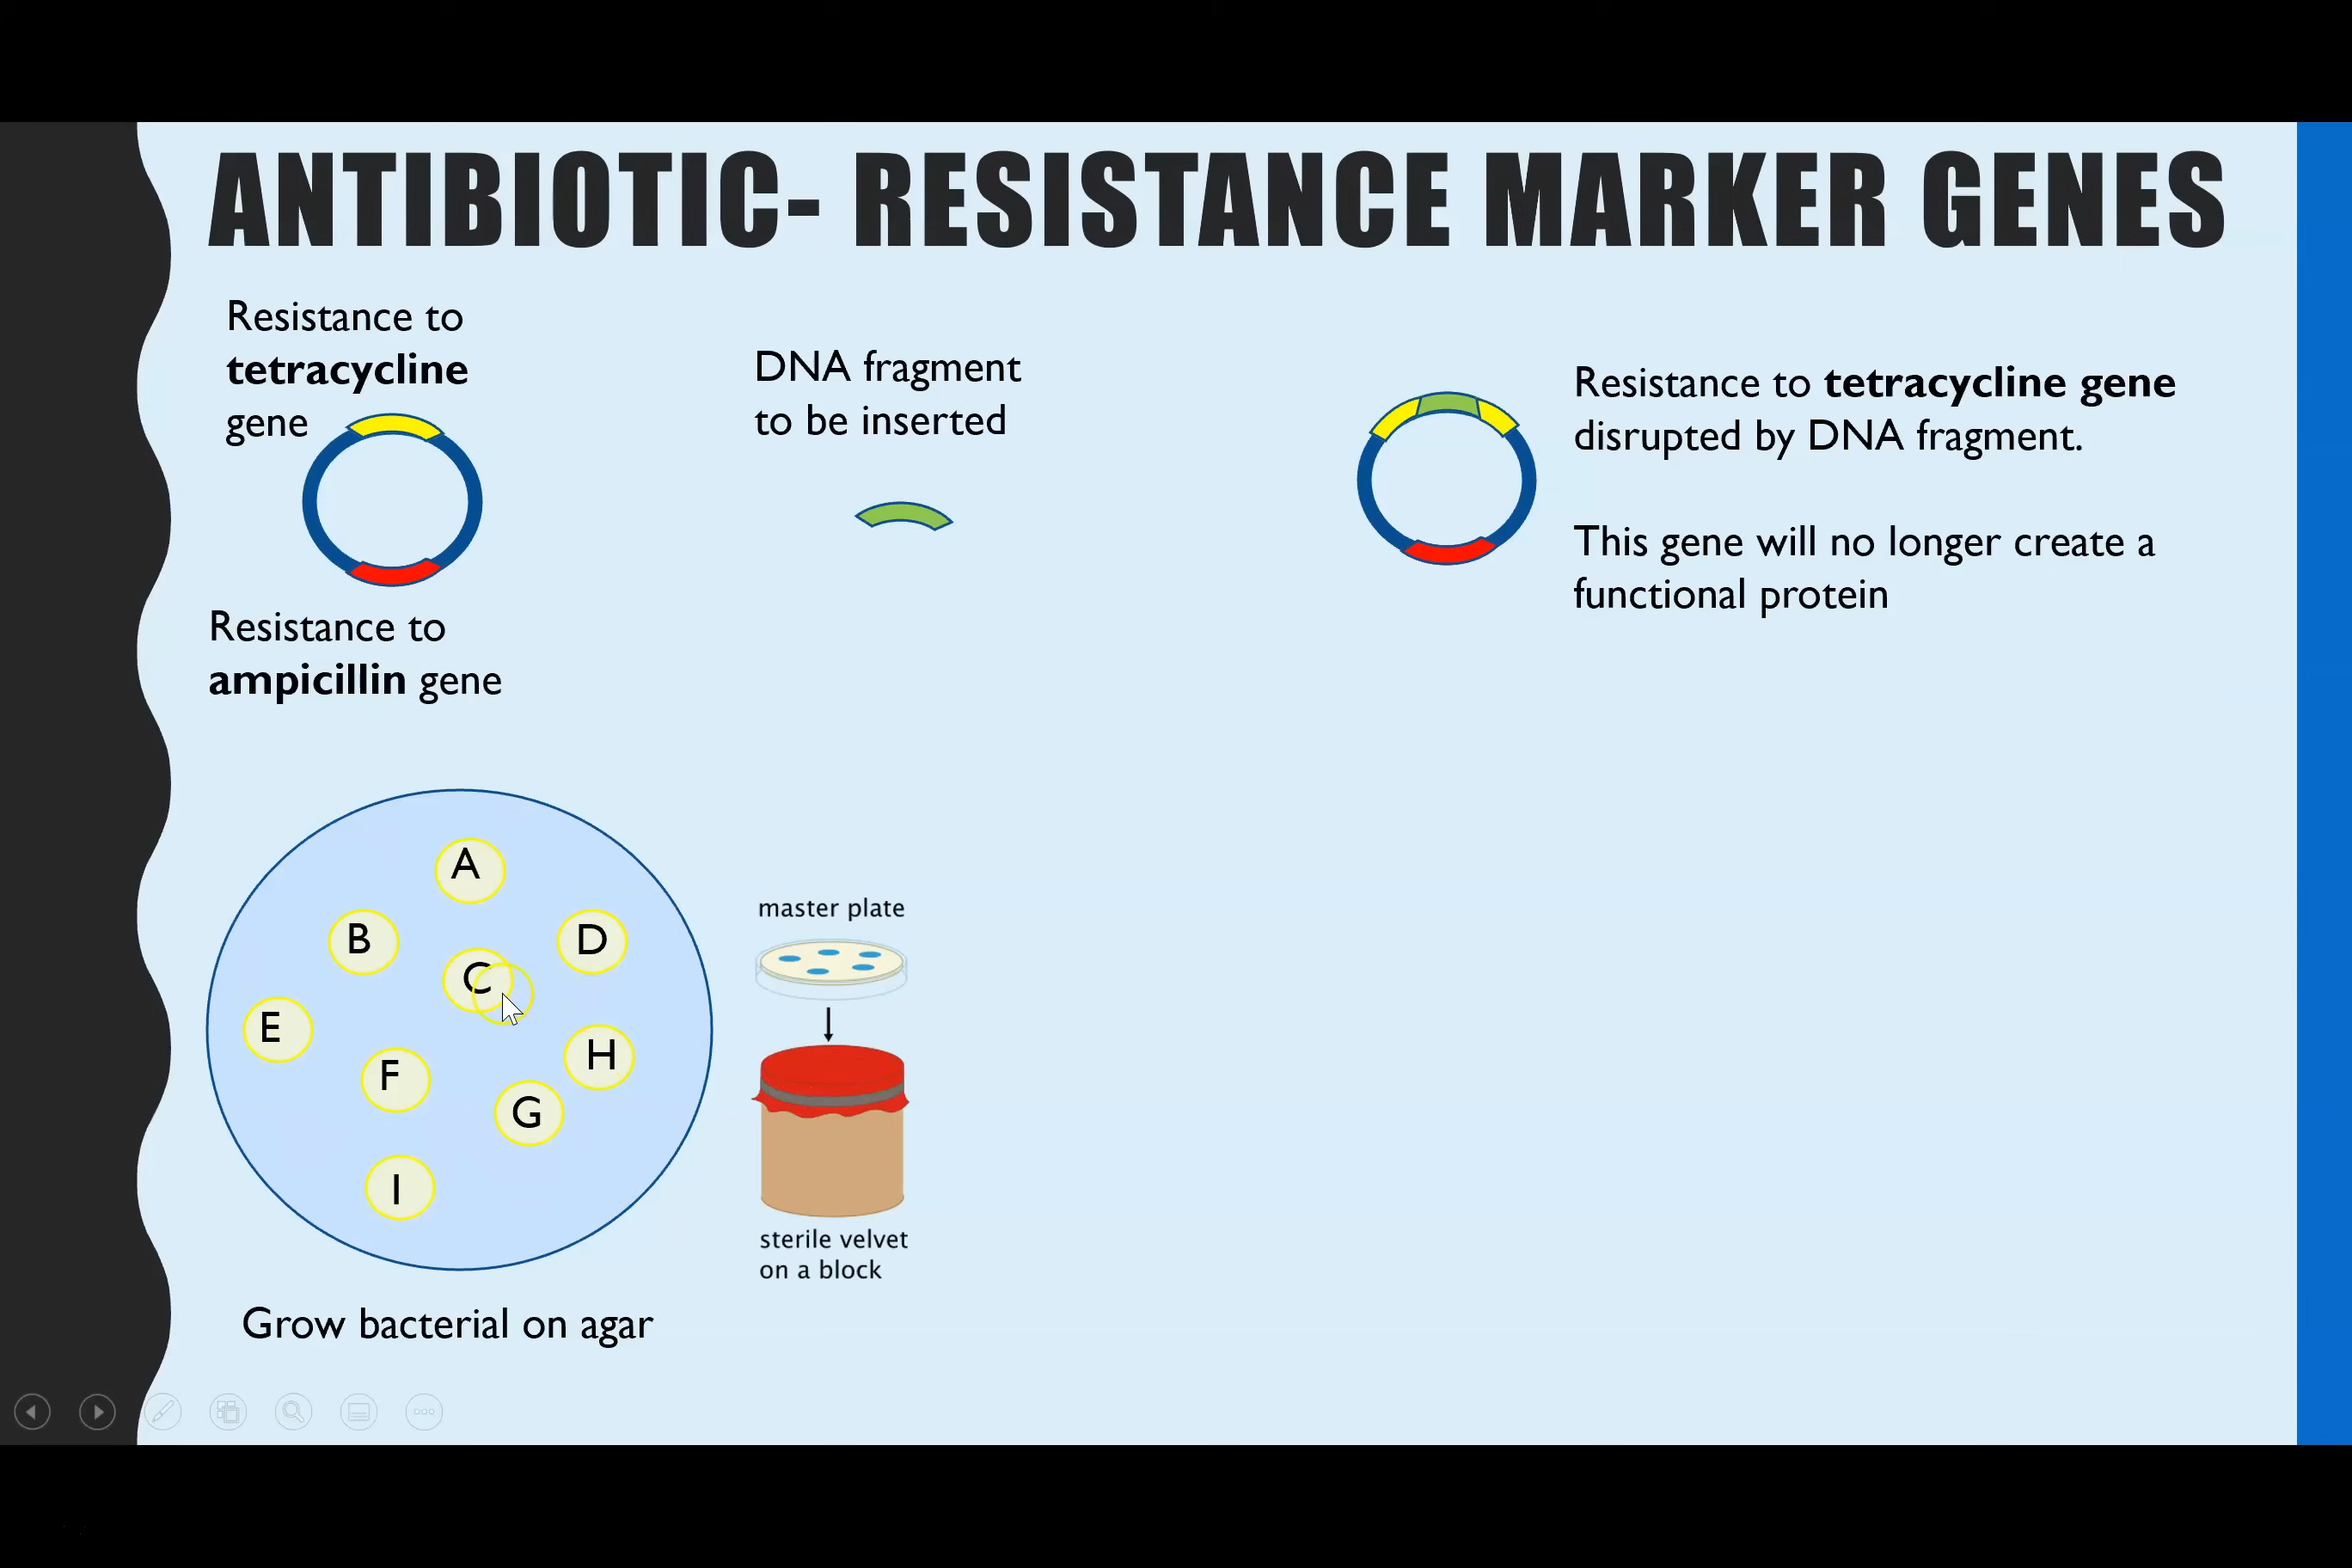 ANTIBIOTIC- RESISTANCE MARKER GENES
Resistance to
tetracycline
gene
Resistance to
ampicillin gene
DNA fragment
to be inserted
Resistance to tetracycline gene
disrupted by DNA fragment.
This gene will no longer create a
functional protein
A
B
D
C
E
H
F
G
I
Grow bacterial on agar
master plate
sterile velvet
on a block